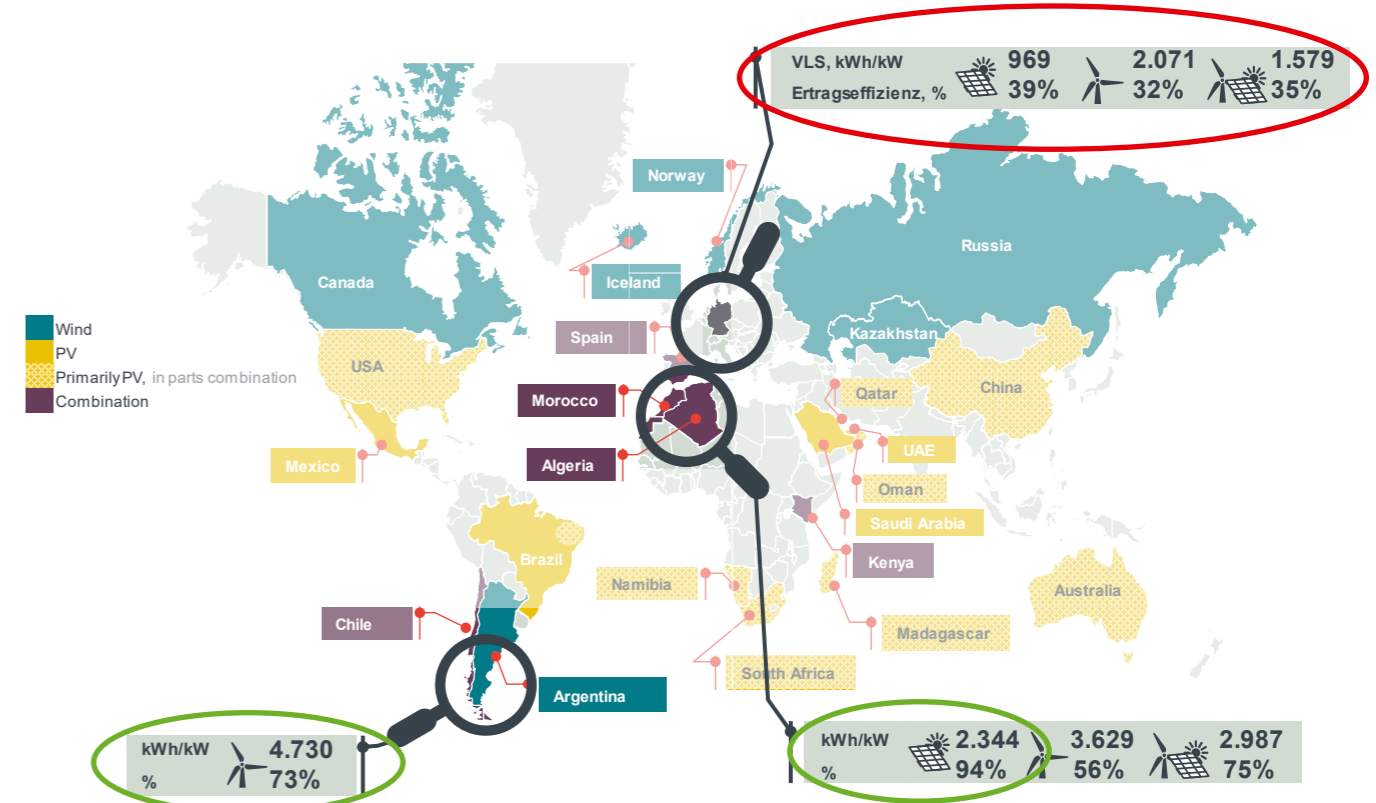 VLS, kWh/kW 969 2.071 1.579
Ertragseffizienz, % 39% 32% 35%
Norway
Russia
Canada
Iceland
Kazakhstan
Spain
Wind
PV
PrimarilyPV, in parts combination
Combination
USA
China
Qatar
Morocco
UAE
Mexico
Algeria
Oman
Saudi Arabia
Brazil
Kenya
Namibia
Australia
Chile
Madagascar
South Africa
Argentina
kWh/kW 4.730
% 73%
kWh/kW 2.344 3.629 2.987
% 94% 56% 75%